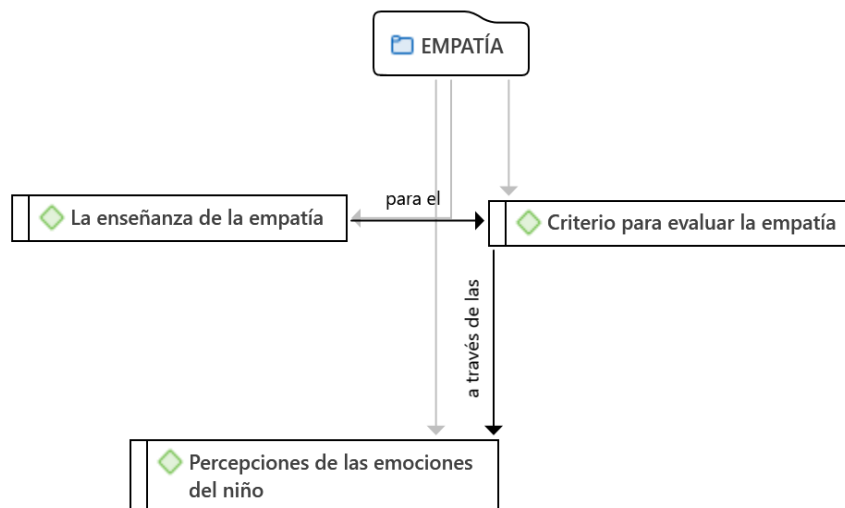 EMPATÍA
para el
La enseñanza de la empatía
Criterio para evaluar la empatía
a través de las
Percepciones de las emociones
del niño